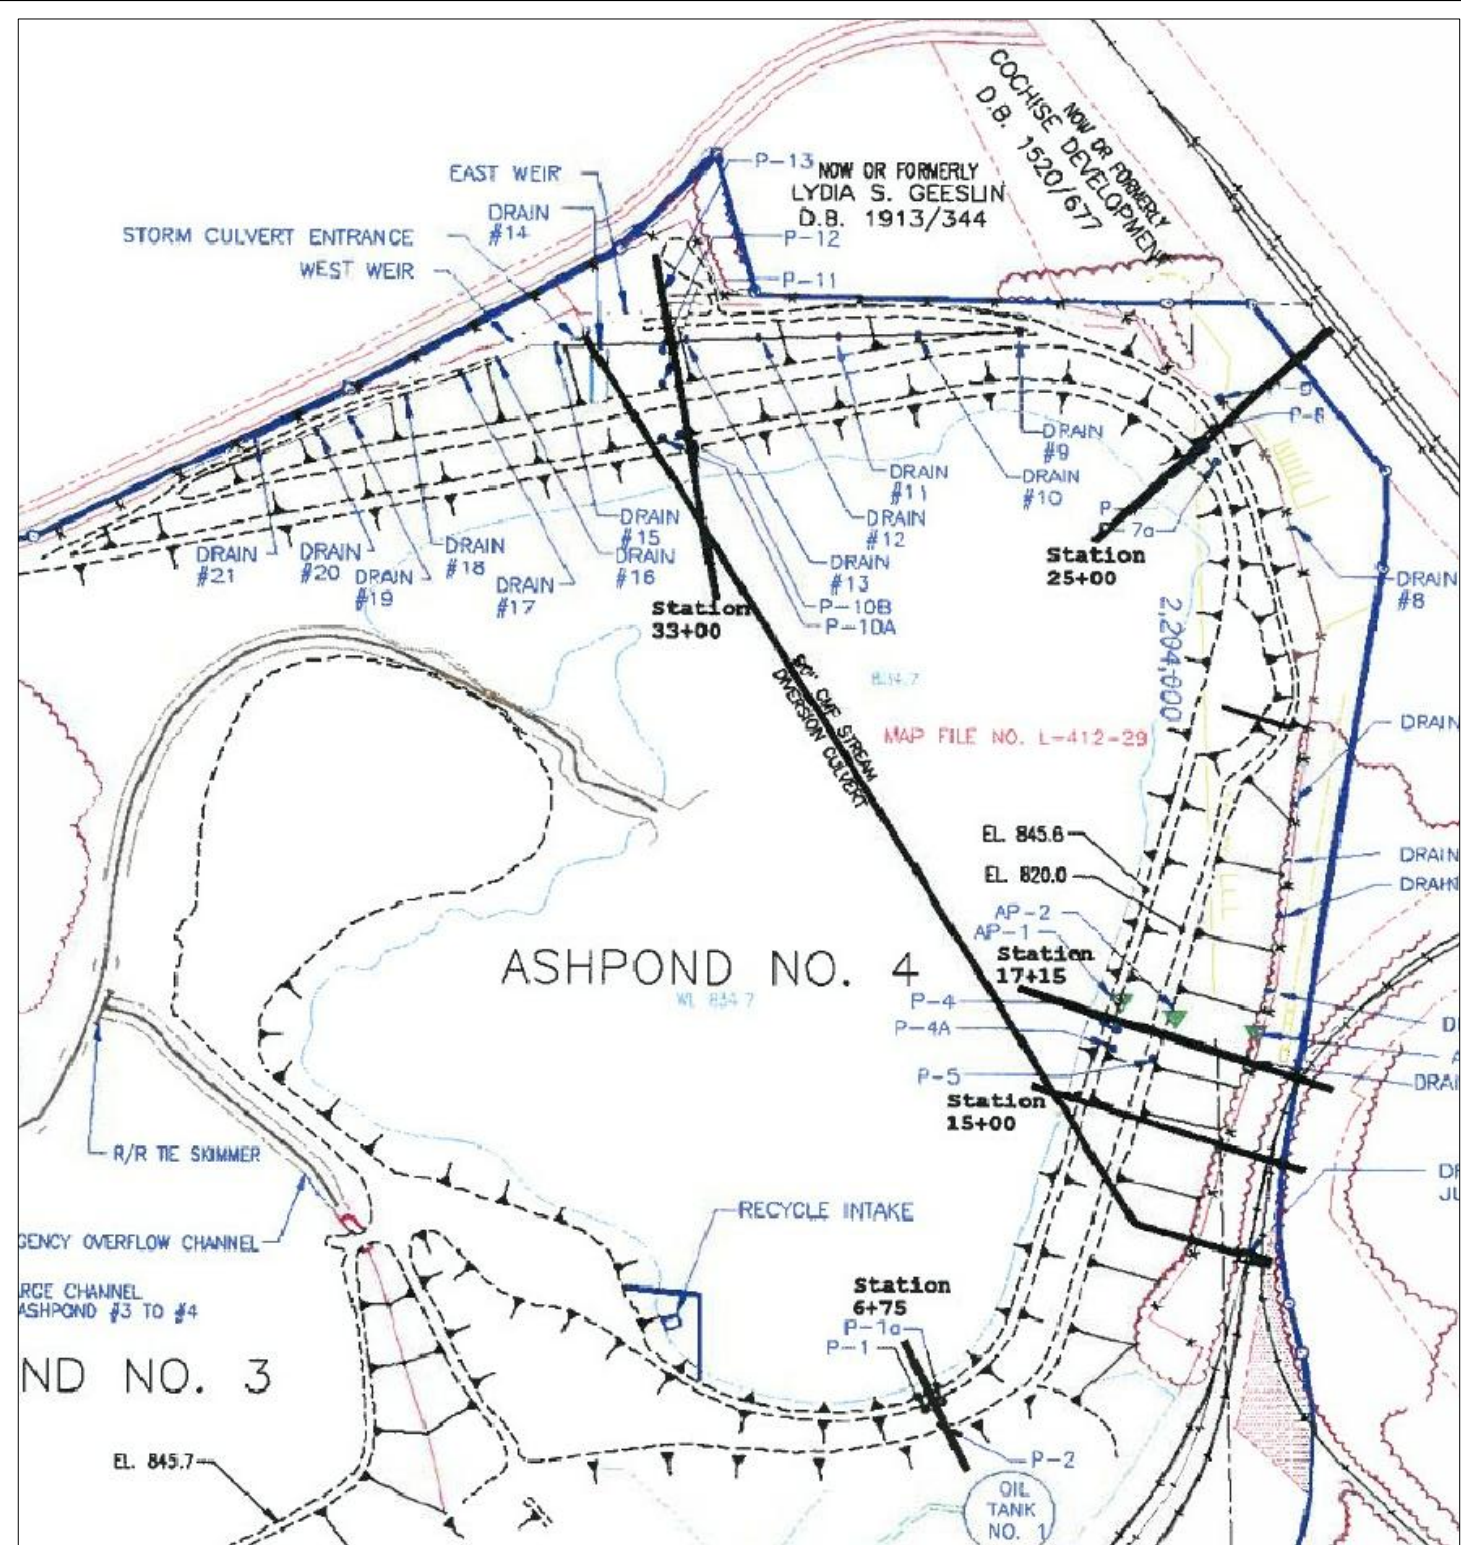 NOW OR FORMERLY
COCHISE DEVELOPMENT
D.B. 1520/677
P-13
NOW OR FORMERLY
LYDIA S. GEESLIN
D.B. 1913/344
EAST WEIR
DRAIN
#14
STORM CULVERT ENTRANCE
WEST WEIR
P-12
P-11
P-8
DRAIN
#9
DRAIN
#10
DRAIN
#11
DRAIN
#12
DRAIN
#13
DRAIN
#15
DRAIN
#16
DRAIN
#17
DRAIN
#18
DRAIN
#19
DRAIN
#20
DRAIN
#21
7a
Station
25+00
DRAIN
#8
P-10B
P-10A
Station
33+00
2,204,000
834.7
CMP STREAM
DIVERSION CULVERT
MAP FILE NO. L-412-29
DRAIN
EL. 845.6
EL. 820.0
DRAIN
DRAIN
AP-2
AP-1
Station
17+15
ASHPOND NO. 4
WL 834.7
P-4
P-4A
P-5
DRAI
Station
15+00
R/R TIE SKIMMER
RECYCLE INTAKE
GENCY OVERFLOW CHANNEL
RGE CHANNEL
ASHPOND #3 TO #4
Station
6+75
P-1a
P-1
ND NO. 3
EL. 845.7
P-2
OIL
TANK
NO. 1